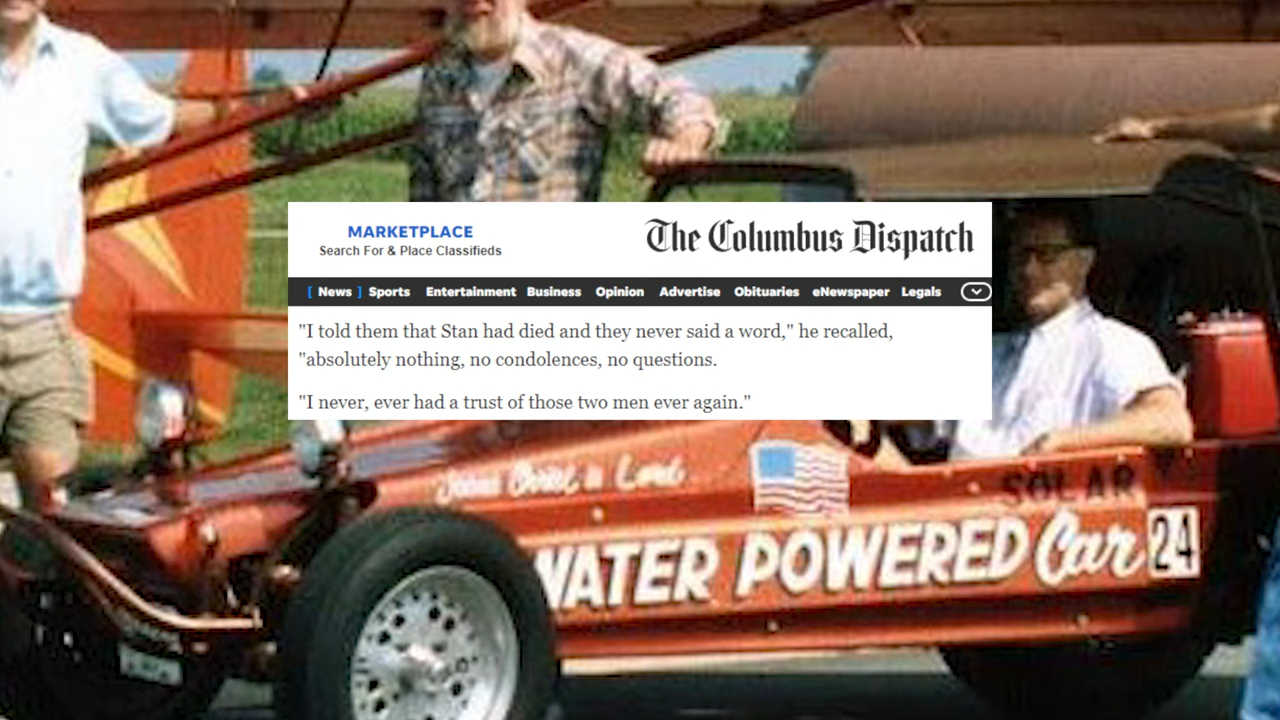 MARKETPLACE
Search For & Place Classifieds
The Columbus Dispatch
[ News ] Sports Entertainment Business Opinion Advertise Obituaries eNewspaper Legals
"I told them that Stan had died and they never said a word," he recalled,
"absolutely nothing, no condolences, no questions.
"I never, ever had a trust of those two men ever again."
Jesus Christ is Lord
SOLAR
WATER POWERED Car 24